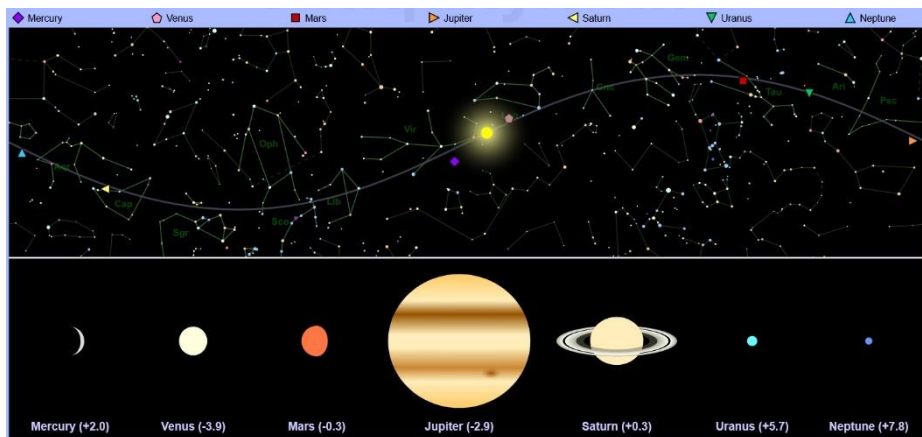 Mercury Venus Mars Jupiter Saturn Uranus Neptune
Gem
Cnc Tau Ari
Psc
Vir
Oph
Aqr
Cap Lib
Sco
Sgr
Mercury (+2.0) Venus (-3.9) Mars (-0.3) Jupiter (-2.9) Saturn (+0.3) Uranus (+5.7) Neptune (+7.8)